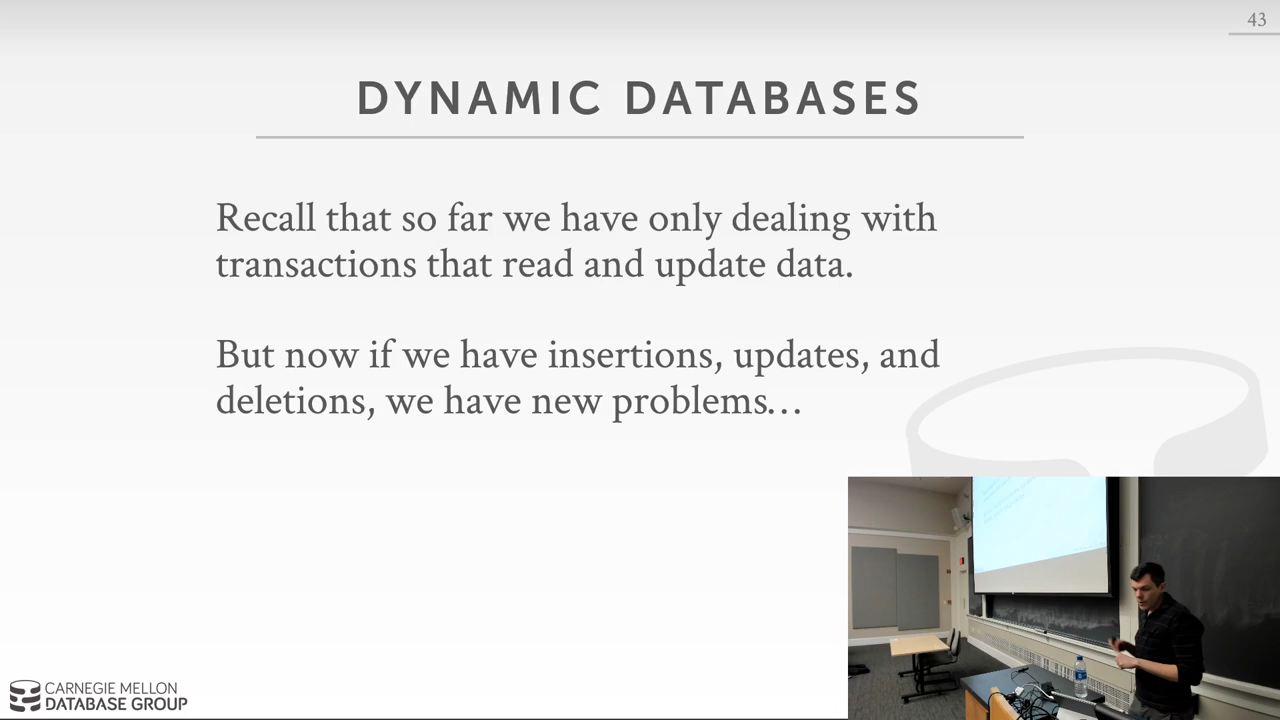 43
DYNAMIC DATABASES
Recall that so far we have only dealing with
transactions that read and update data.
But now if we have insertions, updates, and
deletions, we have new problems…
CARNEGIE MELLON
DATABASE GROUP